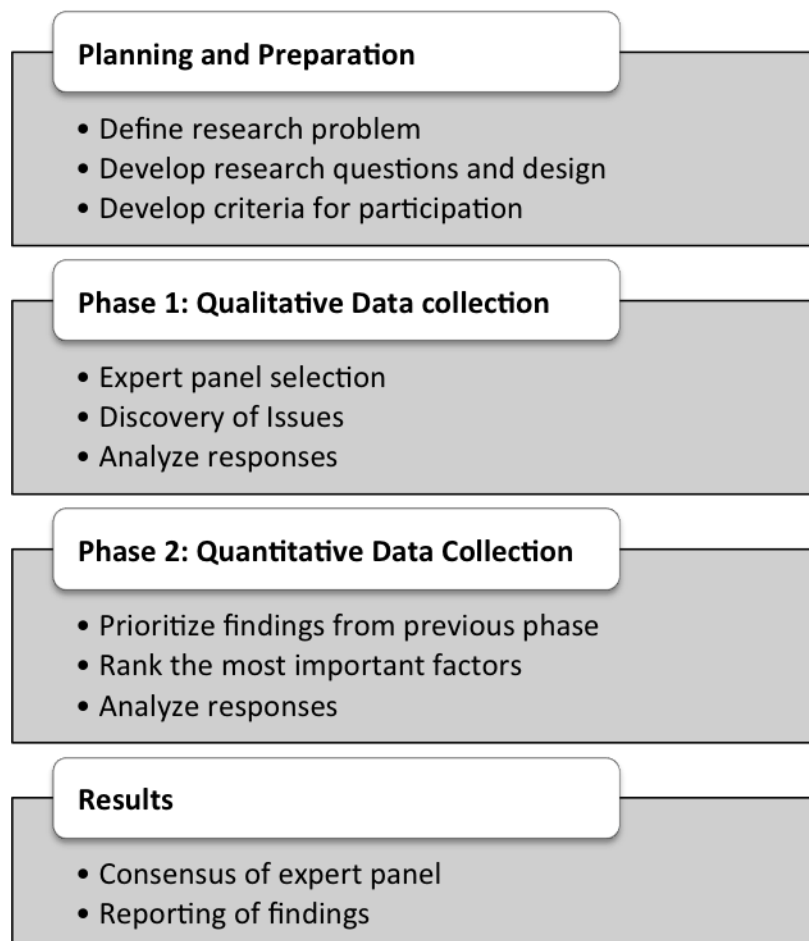 Planning and Preparation
• Define research problem
• Develop research questions and design
• Develop criteria for participation
Phase 1: Qualitative Data collection
• Expert panel selection
• Discovery of Issues
• Analyze responses
Phase 2: Quantitative Data Collection
• Prioritize findings from previous phase
• Rank the most important factors
• Analyze responses
Results
• Consensus of expert panel
• Reporting of findings